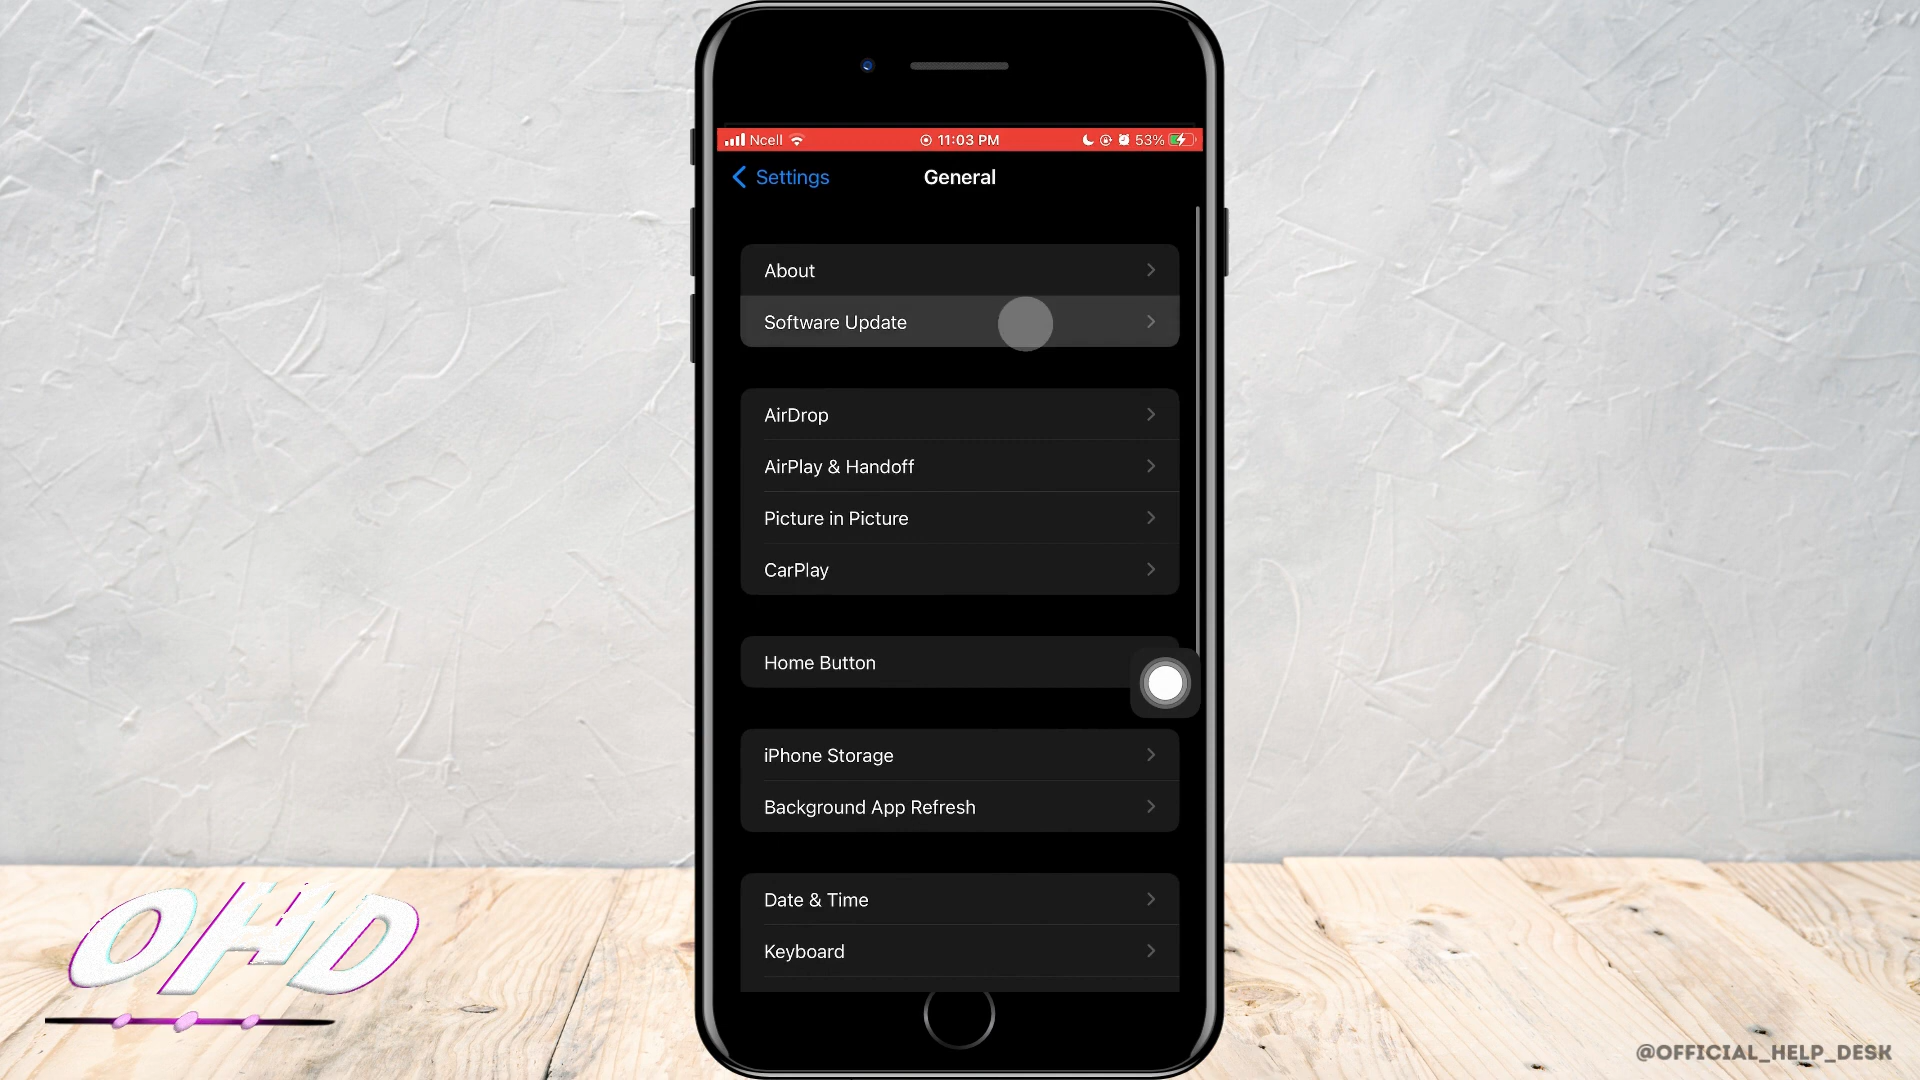 Ncell 11:03 PM 53%
Settings General
About
Software Update
AirDrop
AirPlay & Handoff
Picture in Picture
CarPlay
Home Button
iPhone Storage
Background App Refresh
Date & Time
Keyboard
OHD
@OFFICIAL_HELP_DESK